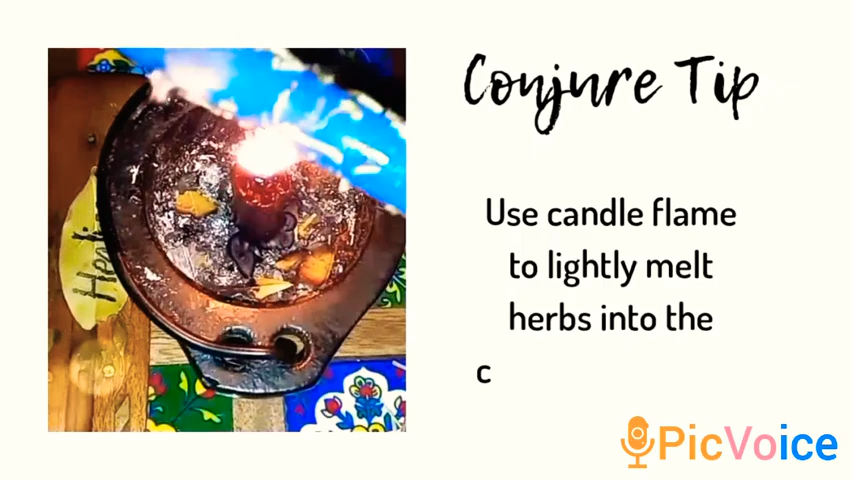 Conjure Tip
Use candle flame
to lightly melt
herbs into the
c
PicVoice